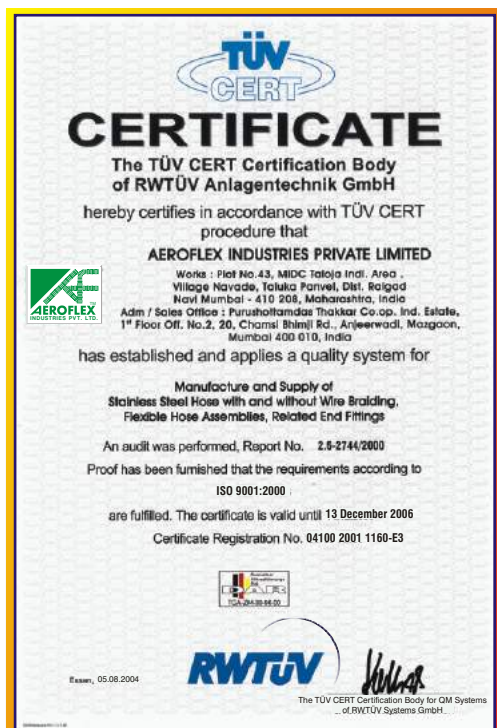 TÜV
CERT
CERTIFICATE
The TÜV CERT Certification Body
of RWTÜV Anlagentechnik GmbH
hereby certifies in accordance with TÜV CERT
procedure that
AEROFLEX INDUSTRIES PRIVATE LIMITED
AEROFLEX
INDUSTRIES PVT. LTD.
TM
Works : Plot No.43, MIDC Taloja Indl. Area ,
Village Navade, Taluka Panvel, Dist. Raigad
Navi Mumbai - 410 208, Maharashtra, India
Adm / Sales Office : Purushottamdas Thakkar Co.op. Ind. Estate,
1st Floor Off. No.2, 20, Charnsi Bhimji Rd., Anjeerwadi, Mazgaon,
Mumbai 400 010, India
has established and applies a quality system for
Manufacture and Supply of
Stainless Steel Hose with and without Wire Braiding,
Flexible Hose Assemblies, Related End Fittings
An audit was performed, Report No. 2.5-2744/2000
Proof has been furnished that the requirements according to
ISO 9001:2000
are fulfilled. The certificate is valid until 13 December 2006
Certificate Registration No. 04100 2001 1160-E3
DAR
Essen, 05.08.2004
RWTÜV
The TÜV CERT Certification Body for QM Systems
of RWTÜV Systems GmbH